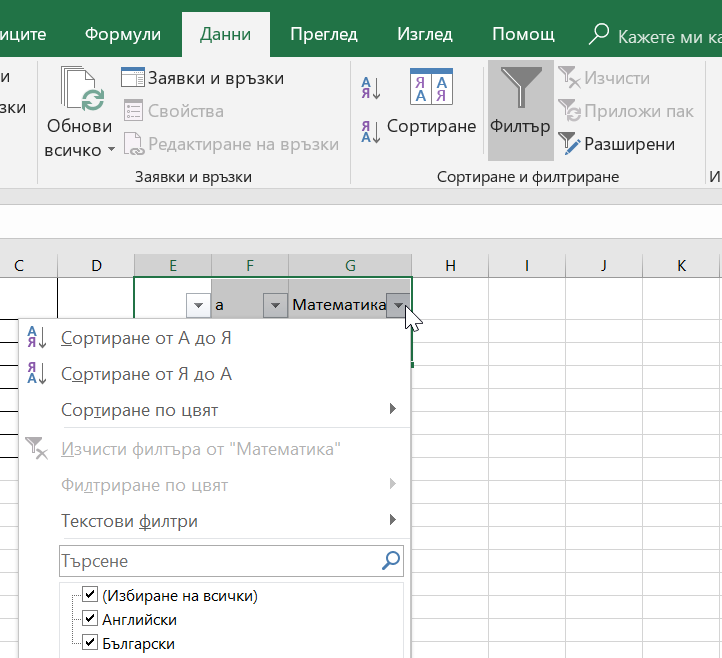 иците Формули Данни Преглед Изглед Помощ Кажете ми ка
и
зки
Обнови
всичко
Заявки и връзки
Свойства
Редактиране на връзки
Заявки и връзки
А
Я
Я
А
Я А
А Я
Сортиране
Филтър
Изчисти
Приложи пак
Разширени
Сортиране и филтриране
И
C D E F G H I J K
а Математика
Сортиране от А до Я
Сортиране от Я до А
Сортиране по цвят
Изчисти филтъра от "Математика"
Филтриране по цвят
Текстови филтри
Търсене
(Избиране на всички)
Английски
Български